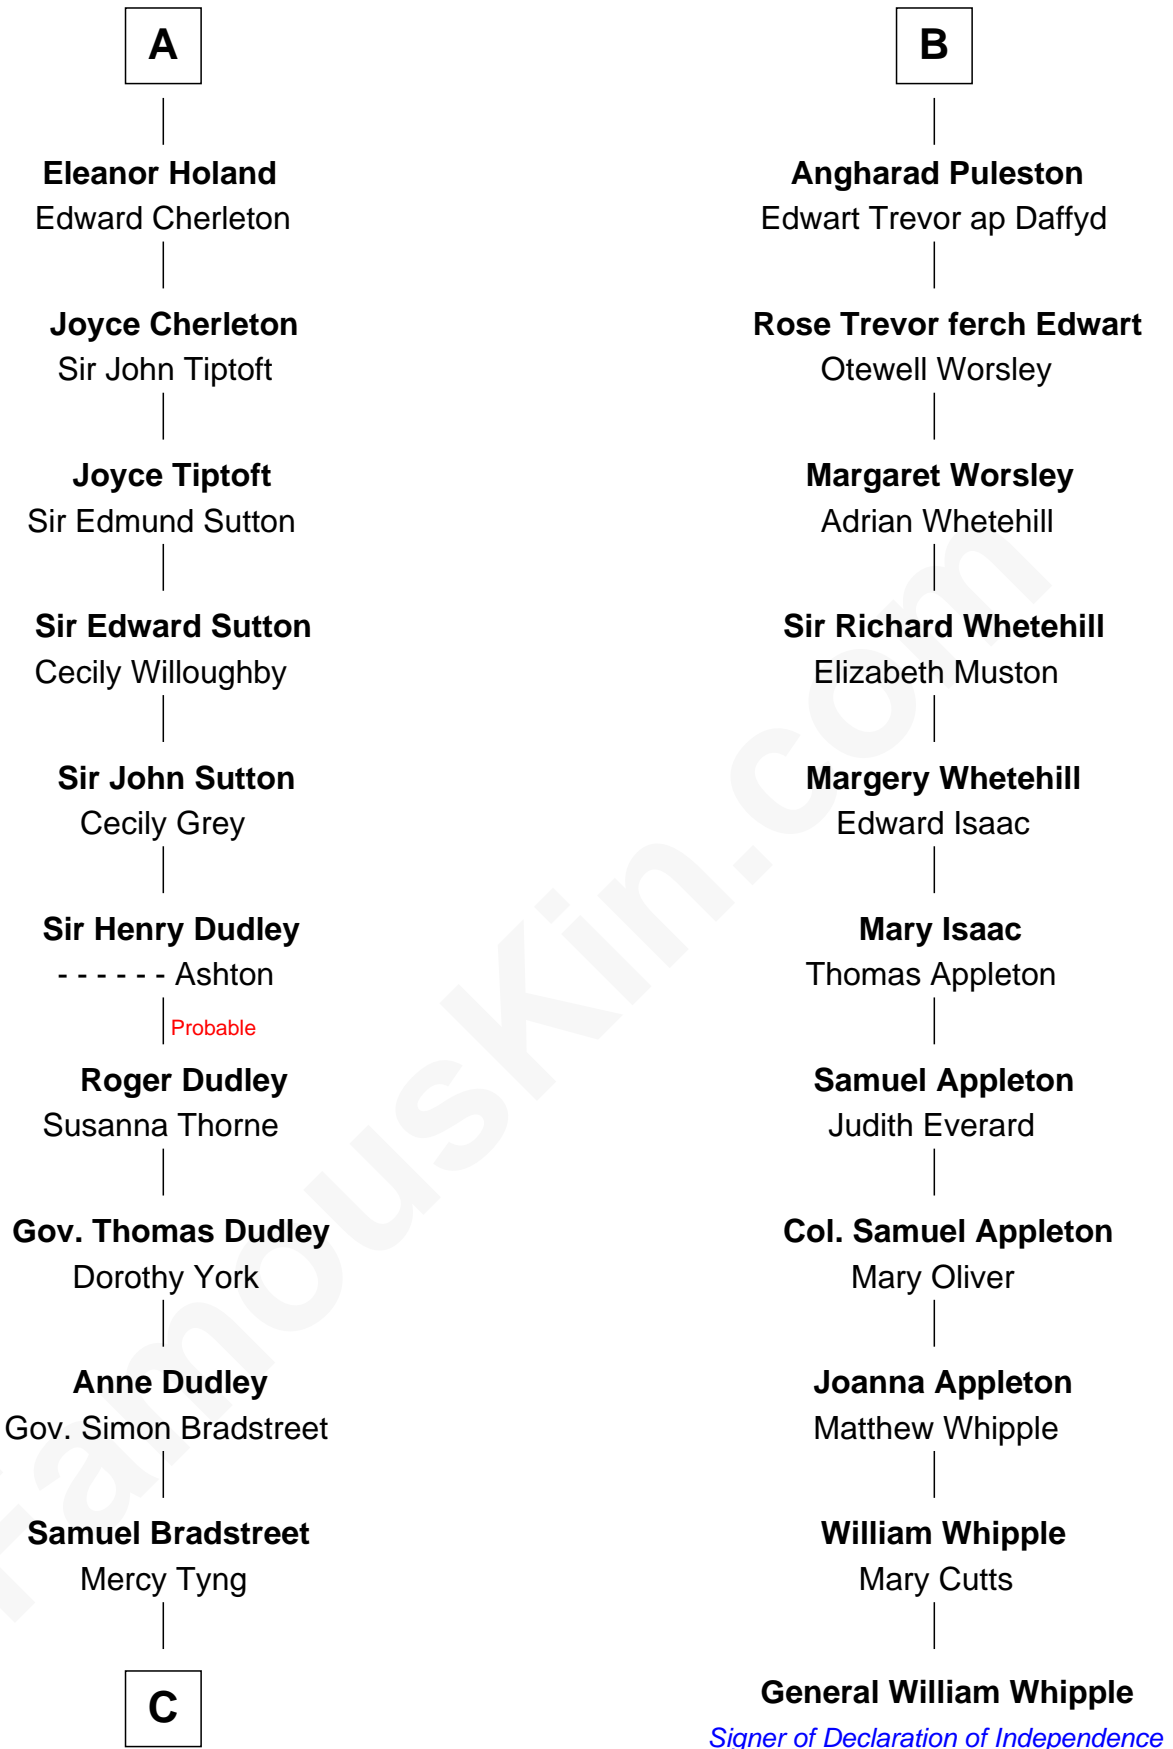 A
Eleanor Holand
Edward Cherleton
Joyce Cherleton
Sir John Tiptoft
Joyce Tiptoft
Sir Edmund Sutton
Sir Edward Sutton
Cecily Willoughby
Sir John Sutton
Cecily Grey
Sir Henry Dudley
- - - - - - Ashton
Probable
Roger Dudley
Susanna Thorne
Gov. Thomas Dudley
Dorothy York
Anne Dudley
Gov. Simon Bradstreet
Samuel Bradstreet
Mercy Tyng
C
B
Angharad Puleston
Edwart Trevor ap Daffyd
Rose Trevor ferch Edwart
Otewell Worsley
Margaret Worsley
Adrian Whetehill
Sir Richard Whetehill
Elizabeth Muston
Margery Whetehill
Edward Isaac
Mary Isaac
Thomas Appleton
Samuel Appleton
Judith Everard
Col. Samuel Appleton
Mary Oliver
Joanna Appleton
Matthew Whipple
William Whipple
Mary Cutts
General William Whipple
Signer of Declaration of Independence
FamousKin.com